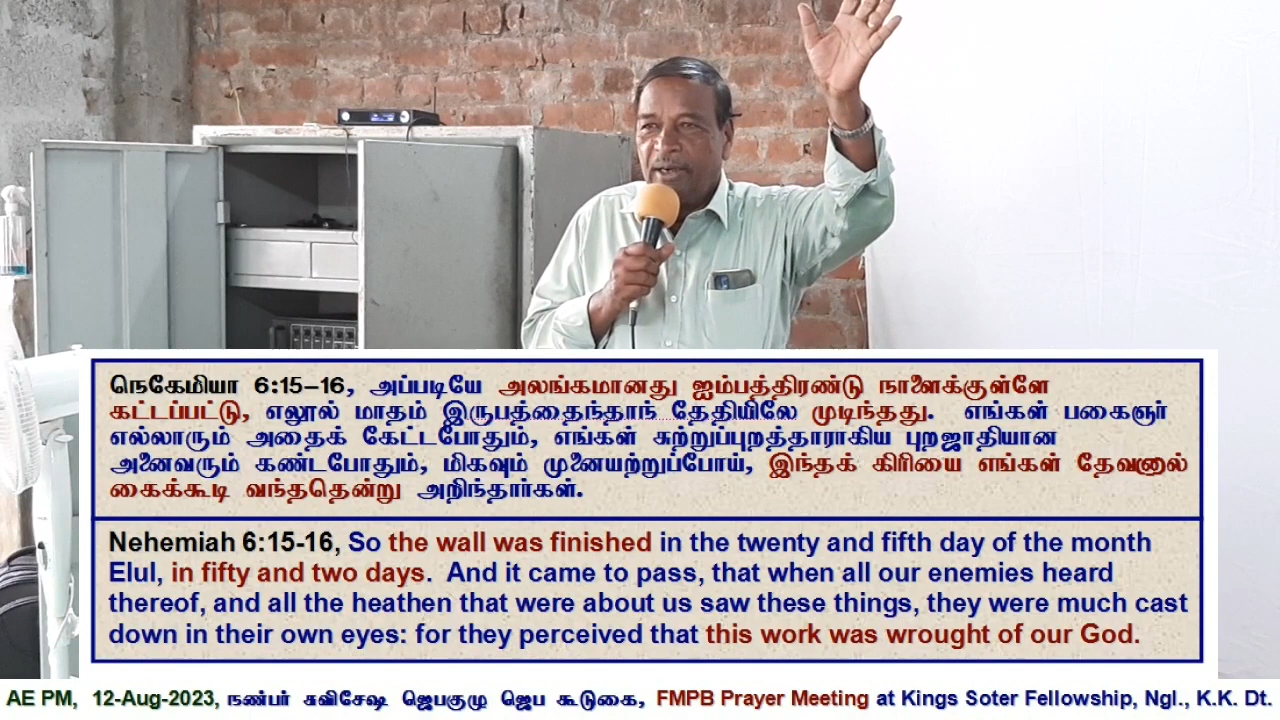 நெகேமியா 6:15–16, அப்படியே அலங்கமானது ஐம்பத்திரண்டு நாளைக்குள்ளே
கட்டப்பட்டு, எலூல் மாதம் இருபத்தைந்தாந் தேதியிலே முடிந்தது. எங்கள் பகைஞர்
எல்லாரும் அதைக் கேட்டபோதும், எங்கள் சுற்றுப்புறத்தாராகிய புறஜாதியான
அனைவரும் கண்டபோதும், மிகவும் முனையற்றுப்போய், இந்தக் கிரியை எங்கள் தேவனால்
கைக்கூடி வந்ததென்று அறிந்தார்கள்.
Nehemiah 6:15-16, So the wall was finished in the twenty and fifth day of the month
Elul, in fifty and two days. And it came to pass, that when all our enemies heard
thereof, and all the heathen that were about us saw these things, they were much cast
down in their own eyes: for they perceived that this work was wrought of our God.
AE PM, 12-Aug-2023, நண்பர் சுவிசேஷ ஜெபகுழு ஜெப கூடுகை, FMPB Prayer Meeting at Kings Soter Fellowship, Ngl., K.K. Dt.